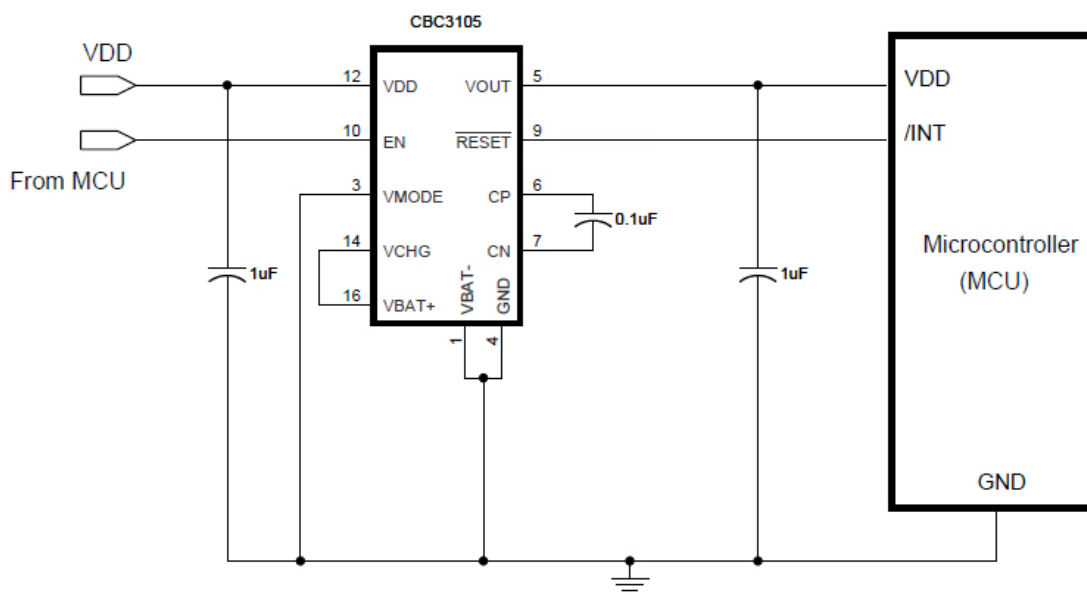 CBC3105
VDD
12 VDD VOUT 5 VDD
10 EN RESET 9 /INT
From MCU
3 VMODE CP 6
0.1uF
14 VCHG CN 7
Microcontroller
(MCU)
1uF
1uF
16 VBAT+ VBAT- GND
1 4
GND